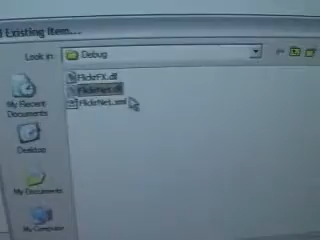 Existing Item...
Look in:
Debug
FlickrFX.dll
FlickrNet.dll
FlickrNet.xml
My Recent
Documents
Desktop
My Documents
My Computer